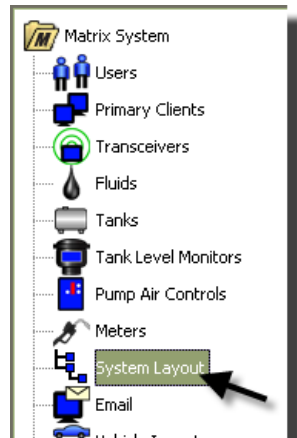 Matrix System
Users
Primary Clients
Transceivers
Fluids
Tanks
Tank Level Monitors
Pump Air Controls
Meters
System Layout
Email